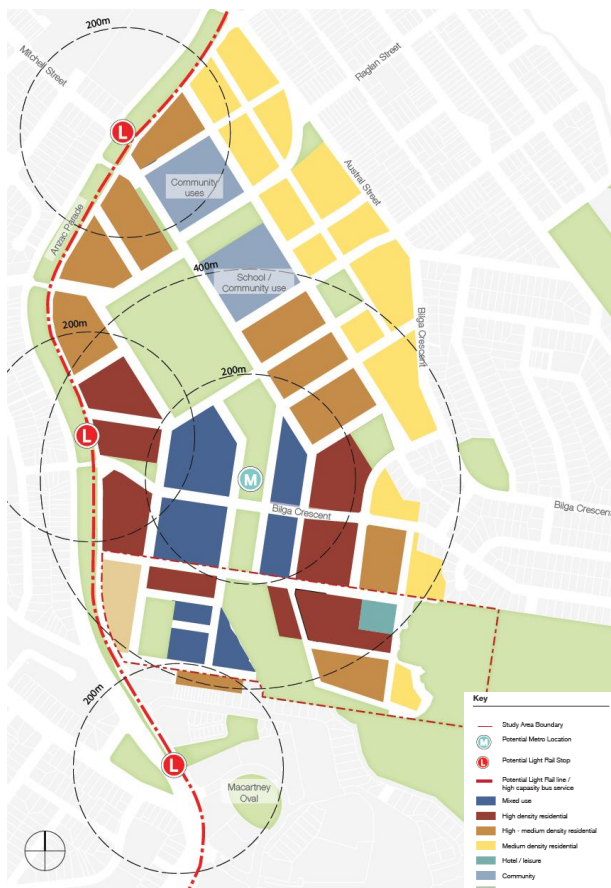 200m
Mitchell Street
Raglan Street
L
Community
uses
Austral Street
Anzac Parade
400m
School /
Community use
Bilga Crescent
200m
200m
L
M
Bilga Crescent
Bilga Crescent
200m
L
Macartney
Oval
Key
Study Area Boundary
M
Potential Metro Location
L
Potential Light Rail Stop
Potential Light Rail line /
high capacity bus service
Mixed use
High density residential
High - medium density residential
Medium density residential
Hotel / leisure
Community